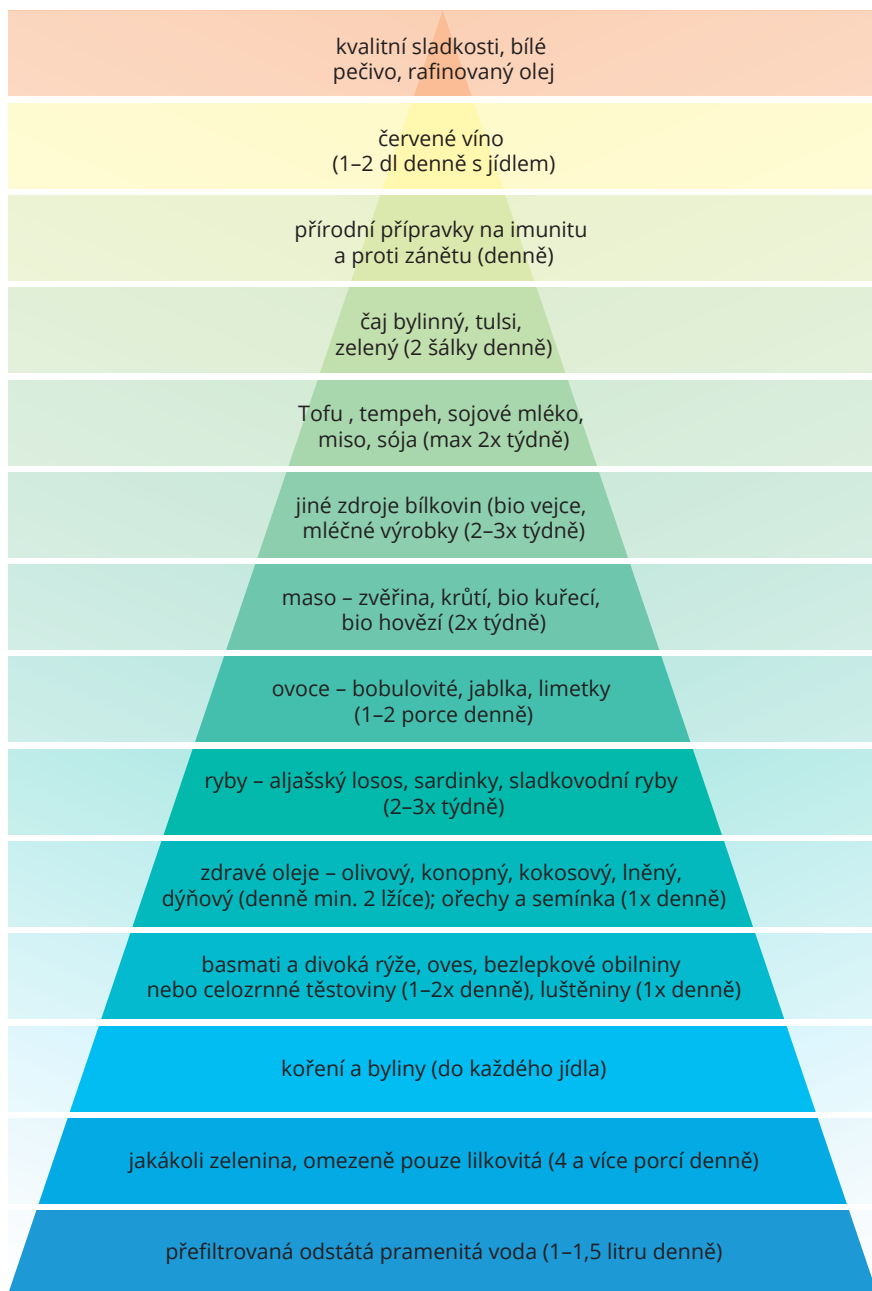 kvalitní sladkosti, bílé
pečivo, rafinovaný olej
červené víno
(1–2 dl denně s jídlem)
přírodní přípravky na imunitu
a proti zánětu (denně)
čaj bylinný, tulsi,
zelený (2 šálky denně)
Tofu , tempeh, sojové mléko,
miso, sója (max 2x týdně)
jiné zdroje bílkovin (bio vejce,
mléčné výrobky (2–3x týdně)
maso – zvěřina, krůtí, bio kuřecí,
bio hovězí (2x týdně)
ovoce – bobulovité, jablka, limetky
(1–2 porce denně)
ryby – aljašský losos, sardinky, sladkovodní ryby
(2–3x týdně)
zdravé oleje – olivový, konopný, kokosový, lněný,
dýňový (denně min. 2 lžíce); ořechy a semínka (1x denně)
basmati a divoká rýže, oves, bezlepkové obilniny
nebo celozrnné těstoviny (1–2x denně), luštěniny (1x denně)
koření a byliny (do každého jídla)
jakákoli zelenina, omezeně pouze lilkovitá (4 a více porcí denně)
přefiltrovaná odstátá pramenitá voda (1–1,5 litru denně)